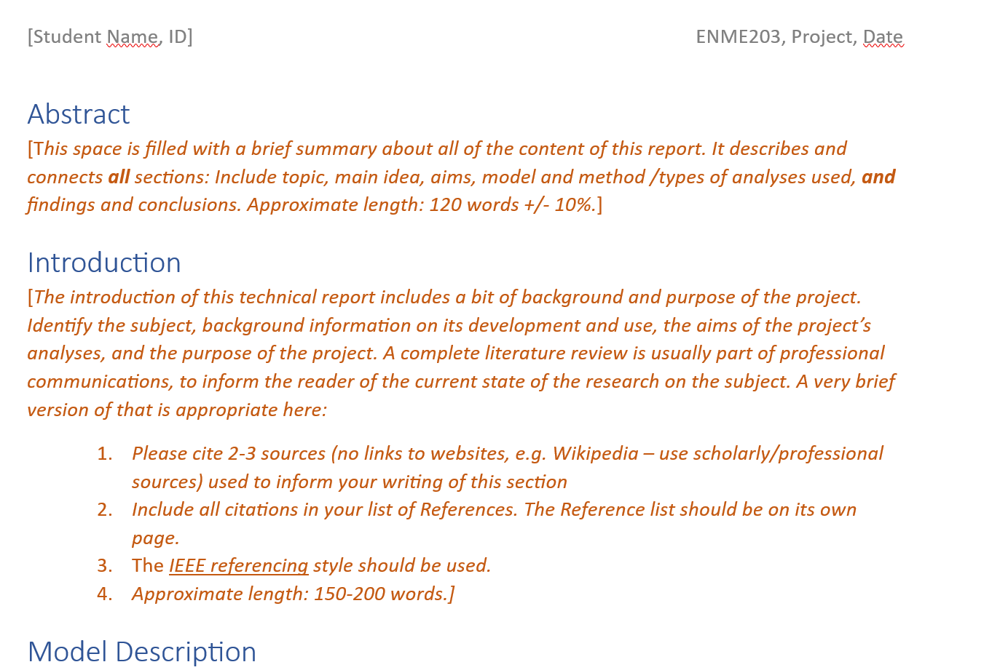 [Student Name, ID] ENME203, Project, Date
Abstract
[This space is filled with a brief summary about all of the content of this report. It describes and
connects all sections: Include topic, main idea, aims, model and method /types of analyses used, and
findings and conclusions. Approximate length: 120 words +/- 10%.]
Introduction
[The introduction of this technical report includes a bit of background and purpose of the project.
Identify the subject, background information on its development and use, the aims of the project’s
analyses, and the purpose of the project. A complete literature review is usually part of professional
communications, to inform the reader of the current state of the research on the subject. A very brief
version of that is appropriate here:
1. Please cite 2-3 sources (no links to websites, e.g. Wikipedia – use scholarly/professional
sources) used to inform your writing of this section
2. Include all citations in your list of References. The Reference list should be on its own
page.
3. The IEEE referencing style should be used.
4. Approximate length: 150-200 words.]
Model Description